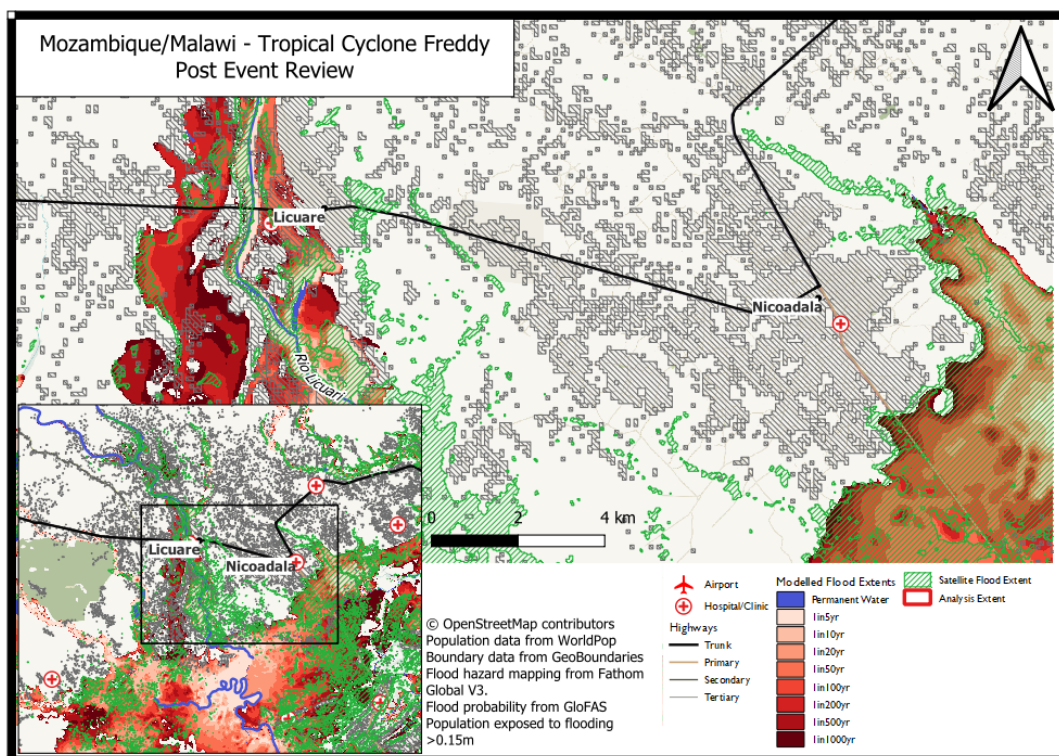 Mozambique/Malawi - Tropical Cyclone Freddy
Post Event Review
Licuare
Nicoadala
Rio Licuari
Licuare
Nicoadala
0 2 4 km
© OpenStreetMap contributors
Population data from WorldPop
Boundary data from GeoBoundaries
Flood hazard mapping from Fathom
Global V3.
Flood probability from GloFAS
Population exposed to flooding
>0.15m
Airport
Hospital/Clinic
Highways
Trunk
Primary
Secondary
Tertiary
Modelled Flood Extents
Permanent Water
1in5yr
1in10yr
1in20yr
1in50yr
1in100yr
1in200yr
1in500yr
1in1000yr
Satellite Flood Extent
Analysis Extent